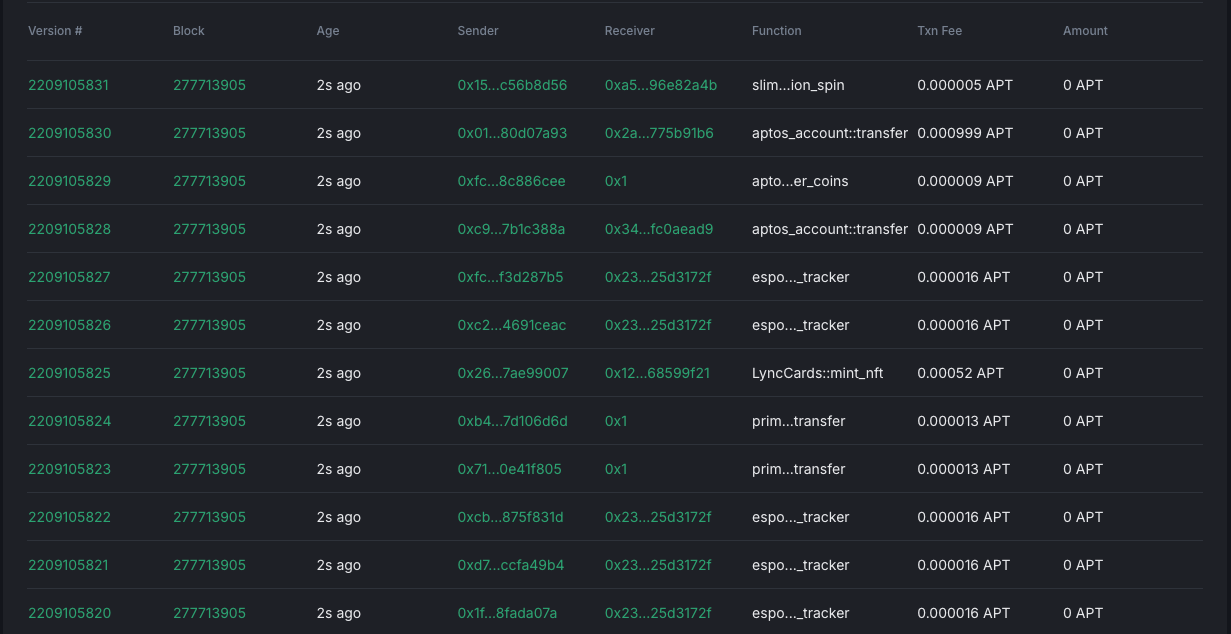 Version # Block Age Sender Receiver Function Txn Fee Amount
2209105831 277713905 2s ago 0x15...c56b8d56 0xa5...96e82a4b slim...ion_spin 0.000005 APT 0 APT
2209105830 277713905 2s ago 0x01...80d07a93 0x2a...775b91b6 aptos_account::transfer 0.000999 APT 0 APT
2209105829 277713905 2s ago 0xfc...8c886cee 0x1 apto...er_coins 0.000009 APT 0 APT
2209105828 277713905 2s ago 0xc9...7b1c388a 0x34...fc0aead9 aptos_account::transfer 0.000009 APT 0 APT
2209105827 277713905 2s ago 0xfc...f3d287b5 0x23...25d3172f espo..._tracker 0.000016 APT 0 APT
2209105826 277713905 2s ago 0xc2...4691ceac 0x23...25d3172f espo..._tracker 0.000016 APT 0 APT
2209105825 277713905 2s ago 0x26...7ae99007 0x12...68599f21 LyncCards::mint_nft 0.00052 APT 0 APT
2209105824 277713905 2s ago 0xb4...7d106d6d 0x1 prim...transfer 0.000013 APT 0 APT
2209105823 277713905 2s ago 0x71...0e41f805 0x1 prim...transfer 0.000013 APT 0 APT
2209105822 277713905 2s ago 0xcb...875f831d 0x23...25d3172f espo..._tracker 0.000016 APT 0 APT
2209105821 277713905 2s ago 0xd7...ccfa49b4 0x23...25d3172f espo..._tracker 0.000016 APT 0 APT
2209105820 277713905 2s ago 0x1f...8fada07a 0x23...25d3172f espo..._tracker 0.000016 APT 0 APT